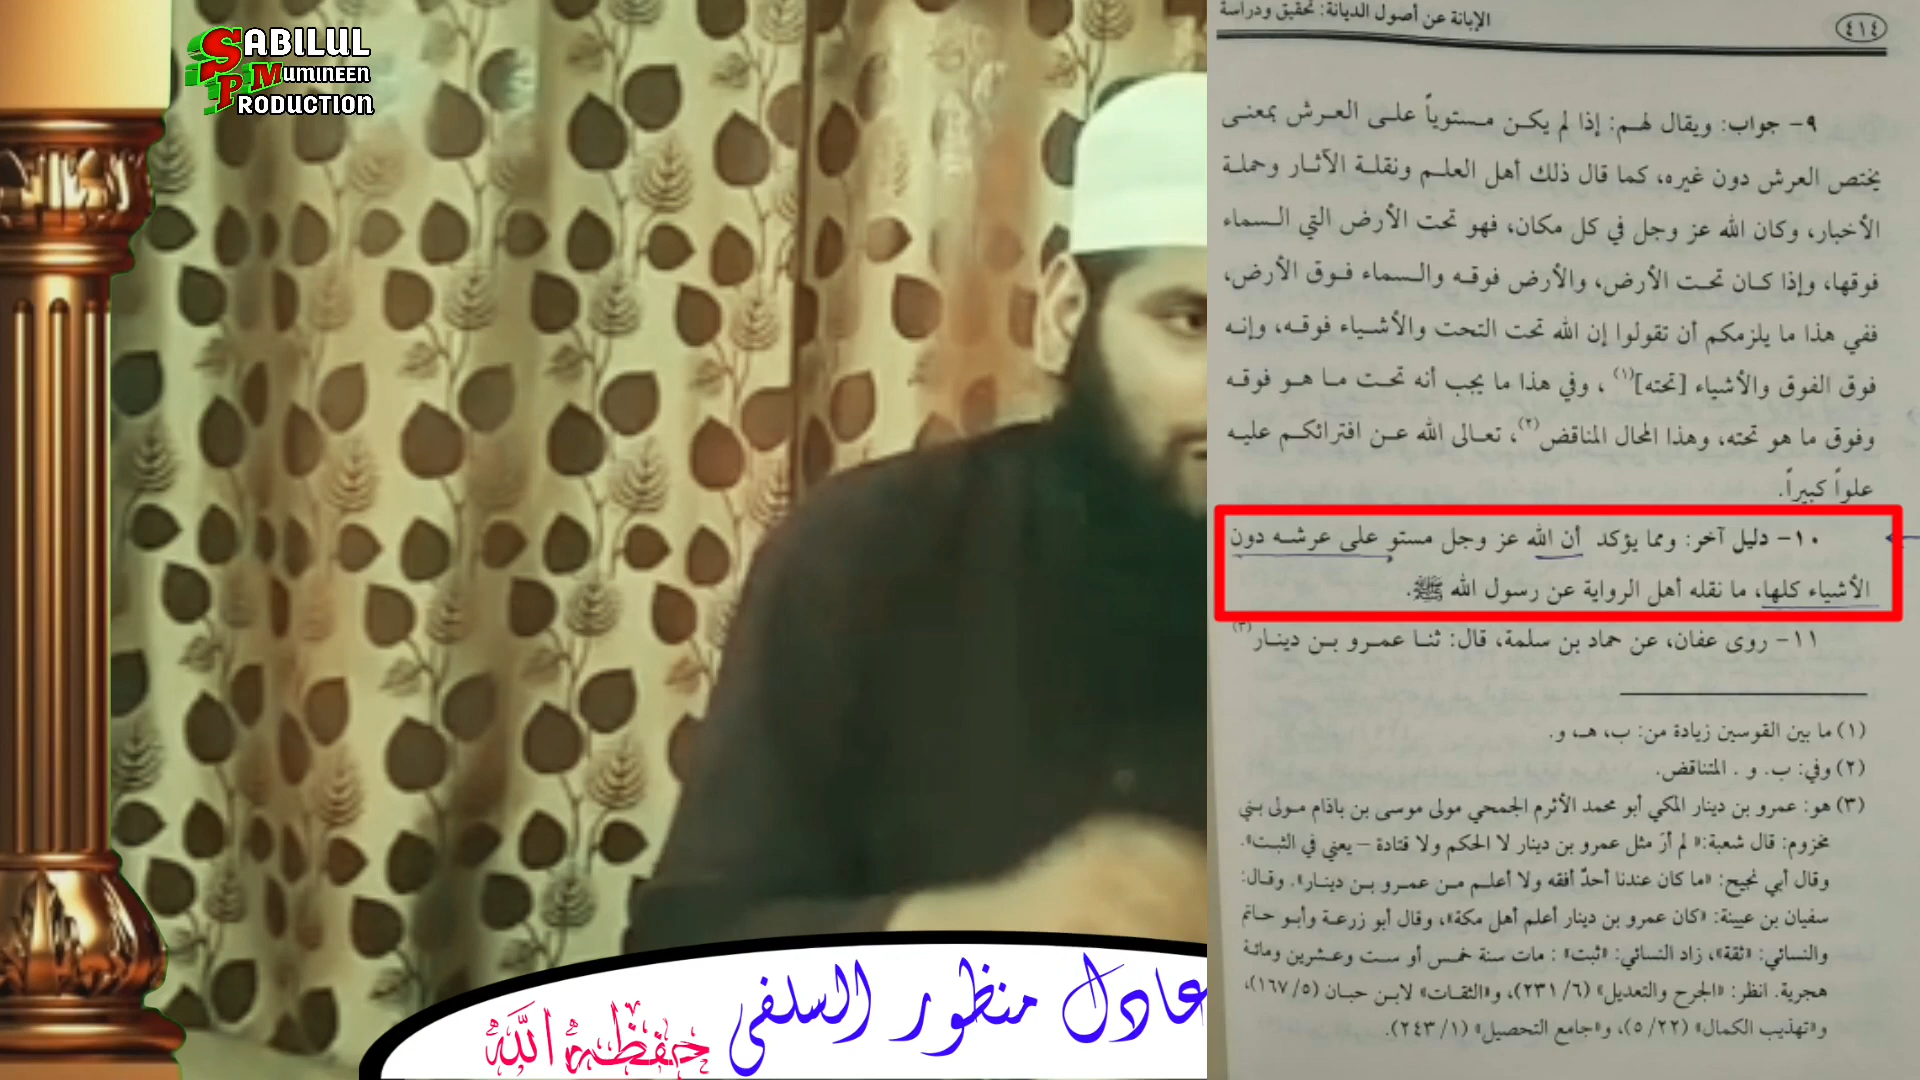 SABILUL
MUMINEEN
PRODUCTION
عادل منظور السلفی
حفظہ اللہ
الإبانة عن أصول الديانة: تحقيق ودراسة
٤١٤
٩- جواب: ويقال لهم: إذا لم يكن مستوياً على العرش بمعنى
يختص العرش دون غيره، كما قال ذلك أهل العلم ونقلة الآثار وحملة
الأخبار، وكان الله عز وجل في كل مكان، فهو تحت الأرض التي السماء
فوقها، وإذا كان تحت الأرض، والأرض فوقه والسماء فوق الأرض،
ففي هذا ما يلزمكم أن تقولوا إن الله تحت التحت والأشياء فوقه، وإنه
فوق الفوق والأشياء [تحته](١)، وفي هذا ما يجب أنه تحت ما هو فوقه
وفوق ما هو تحته، وهذا المحال المناقض(٢)، تعالى الله عن افترائكم عليه
علواً كبيراً.
١٠- دليل آخر: ومما يؤكد أن الله عز وجل مستو على عرشه دون
الأشياء كلها، ما نقله أهل الرواية عن رسول الله ﷺ.
١١- روى عفان، عن حماد بن سلمة، قال: ثنا عمرو بن دينار(٣)
(١) ما بين القوسين زيادة من: ب، هـ، و.
(٢) وفي: ب. و . المتناقض.
(٣) هو: عمرو بن دينار المكي أبو محمد الأثرم الجمحي مولى موسى بن باذام مولى بني
مخزوم: قال شعبة: «لم أرَ مثل عمرو بن دينار لا الحكم ولا قتادة – يعني في الثبت».
وقال أبي نجيح: «ما كان عندنا أحدٌ أفقه ولا أعلم من عمرو بن دينار». وقال:
سفيان بن عيينة: «كان عمرو بن دينار أعلم أهل مكة»، وقال أبو زرعة وأبو حاتم
والنسائي: «ثقة»، زاد النسائي: «ثبت» : مات سنة خمس أو ست وعشرين ومائة
هجرية. انظر: «الجرح والتعديل» (٦/ ٢٣١)، و«الثقات» لابن حبان (٥/ ١٦٧)،
و«تهذيب الكمال» (٢٢/ ٥)، و«جامع التحصيل» (١/ ٢٤٣).